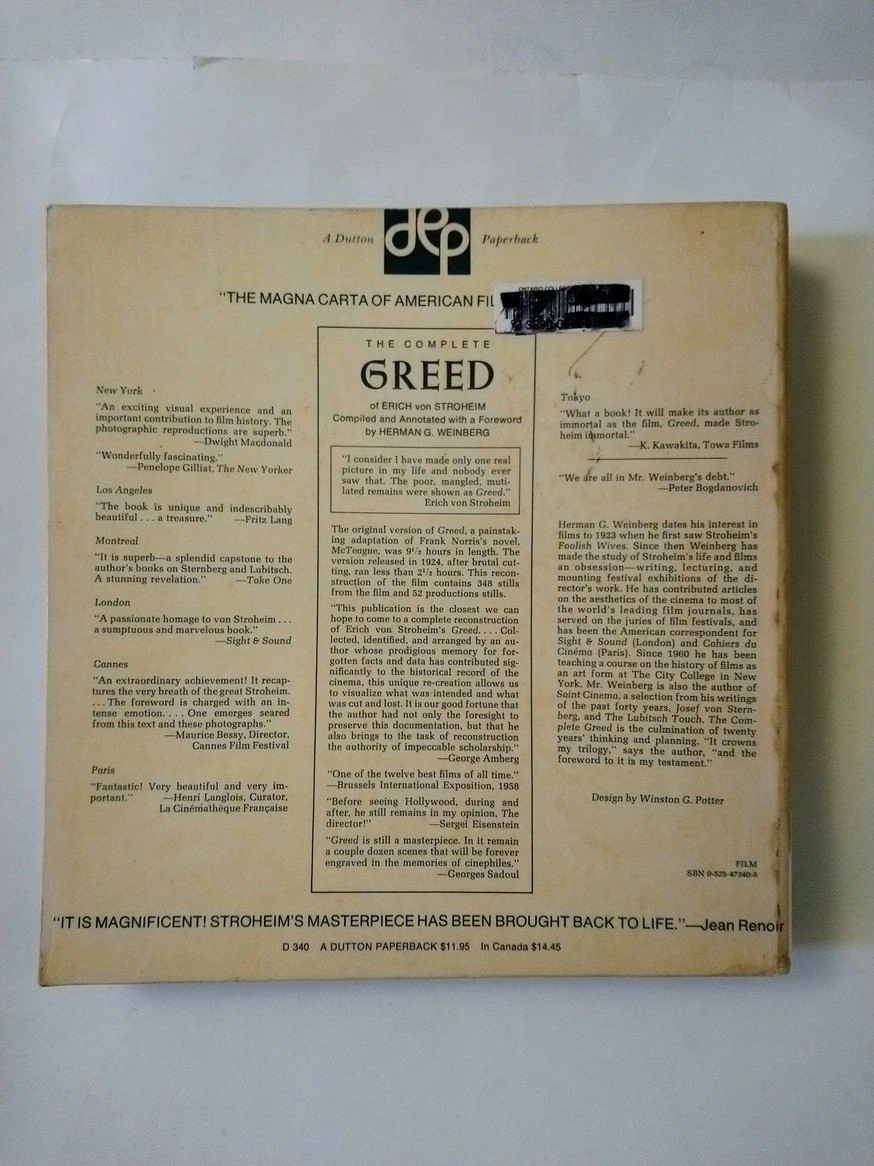 A Dutton dep Paperback
"THE MAGNA CARTA OF AMERICAN
ONTARIO
New York
"An exciting visual experience and an
important contribution to film history. The
photographic reproductions are superb."
—Dwight Macdonald
"Wonderfully fascinating."
—Penelope Gilliat, The New Yorker
Los Angeles
"The book is unique and indescribably
beautiful . . . a treasure." —Fritz Lang
Montreal
"It is superb—a splendid capstone to the
author's books on Sternberg and Lubitsch.
A stunning revelation." —Take One
London
"A passionate homage to von Stroheim . . .
a sumptuous and marvelous book."
—Sight & Sound
Cannes
"An extraordinary achievement! It recap-
tures the very breath of the great Stroheim.
. . . The foreword is charged with an in-
tense emotion. . . . One emerges seared
from this text and these photographs."
—Maurice Bessy, Director,
Cannes Film Festival
Paris
"Fantastic! Very beautiful and very im-
portant." —Henri Langlois, Curator,
La Cinémathèque Française
THE COMPLETE
GREED
of ERICH von STROHEIM
Compiled and Annotated with a Foreword
by HERMAN G. WEINBERG
"I consider I have made only one real
picture in my life and nobody ever
saw that. The poor, mangled, muti-
lated remains were shown as Greed."
Erich von Stroheim
The original version of Greed, a painstak-
ing adaptation of Frank Norris's novel,
McTeague, was 9 1/2 hours in length. The
version released in 1924, after brutal cut-
ting, ran less than 2 1/2 hours. This recon-
struction of the film contains 348 stills
from the film and 52 productions stills.
"This publication is the closest we can
hope to come to a complete reconstruction
of Erich von Stroheim's Greed. . . . Col-
lected, identified, and arranged by an au-
thor whose prodigious memory for for-
gotten facts and data has contributed sig-
nificantly to the historical record of the
cinema, this unique re-creation allows us
to visualize what was intended and what
was cut and lost. It is our good fortune that
the author had not only the foresight to
preserve this documentation, but that he
also brings to the task of reconstruction
the authority of impeccable scholarship."
—George Amberg
"One of the twelve best films of all time."
—Brussels International Exposition, 1958
"Before seeing Hollywood, during and
after, he still remains in my opinion, The
director!" —Sergei Eisenstein
"Greed is still a masterpiece. In it remain
a couple dozen scenes that will be forever
engraved in the memories of cinephiles."
—Georges Sadoul
Tokyo
"What a book! It will make its author as
immortal as the film, Greed, made Stro-
heim immortal."
—K. Kawakita, Towa Films
"We are all in Mr. Weinberg's debt."
—Peter Bogdanovich
Herman G. Weinberg dates his interest in
films to 1923 when he first saw Stroheim's
Foolish Wives. Since then Weinberg has
made the study of Stroheim's life and films
an obsession—writing, lecturing, and
mounting festival exhibitions of the di-
rector's work. He has contributed articles
on the aesthetics of the cinema to most of
the world's leading film journals, has
served on the juries of film festivals, and
has been the American correspondent for
Sight & Sound (London) and Cahiers du
Cinéma (Paris). Since 1960 he has been
teaching a course on the history of films as
an art form at The City College in New
York. Mr. Weinberg is also the author of
Saint Cinema, a selection from his writings
of the past forty years, Josef von Stern-
berg, and The Lubitsch Touch. The Com-
plete Greed is the culmination of twenty
years' thinking and planning. "It crowns
my trilogy," says the author, "and the
foreword to it is my testament."
Design by Winston G. Potter
FILM
SBN 0-525-47340-8
"IT IS MAGNIFICENT! STROHEIM'S MASTERPIECE HAS BEEN BROUGHT BACK TO LIFE."—Jean Renoir
D 340 A DUTTON PAPERBACK $11.95 In Canada $14.45